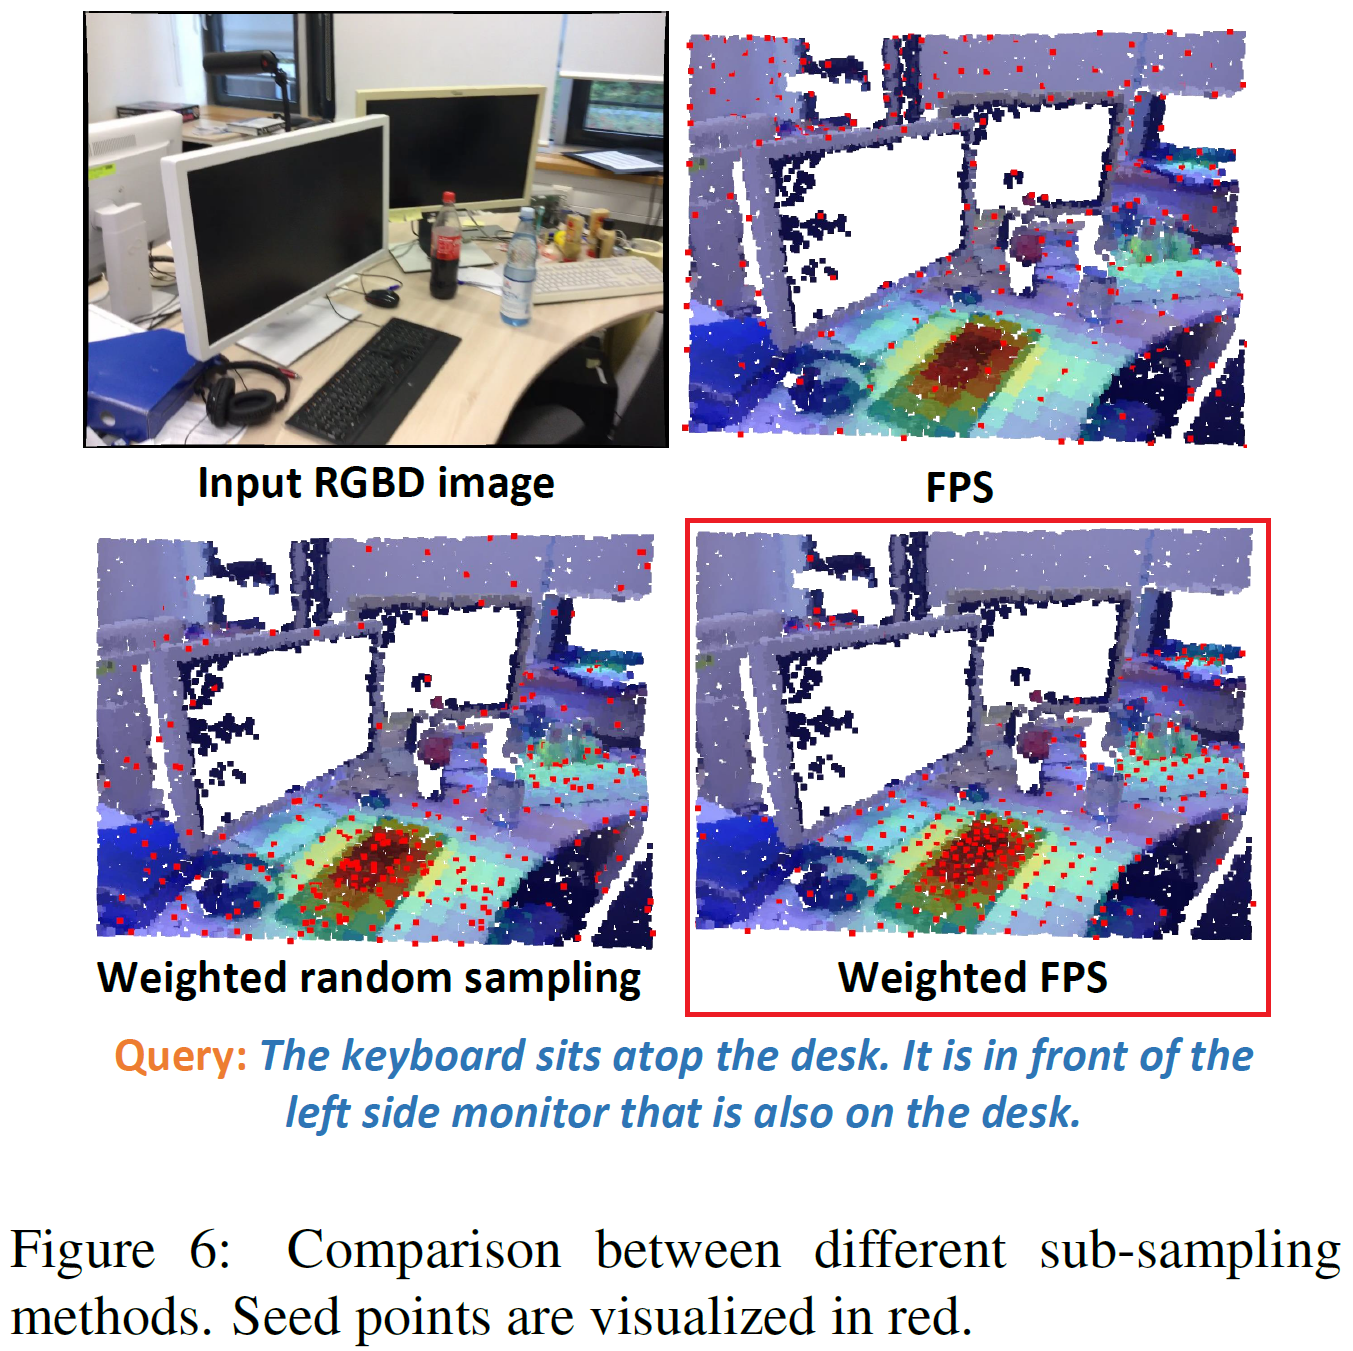 Input RGBD image
FPS
Weighted random sampling
Weighted FPS
Query: The keyboard sits atop the desk. It is in front of the
left side monitor that is also on the desk.
Figure 6: Comparison between different sub-sampling
methods. Seed points are visualized in red.